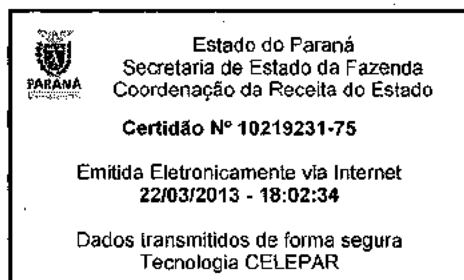 Estado do Paraná
Secretaria de Estado da Fazenda
Coordenação da Receita do Estado
PARANÁ
Certidão Nº 10219231-75
Emitida Eletronicamente via Internet
22/03/2013 - 18:02:34
Dados transmitidos de forma segura
Tecnologia CELEPAR